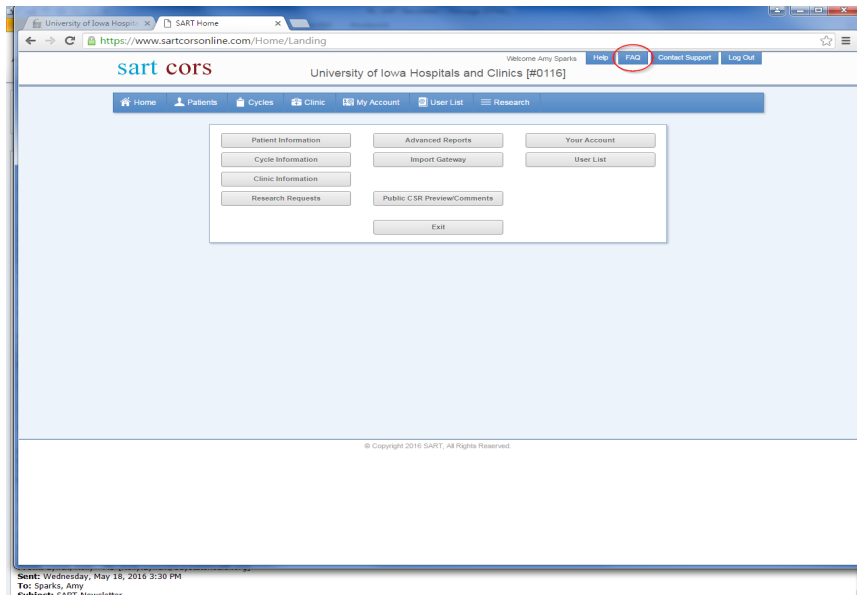 University of Iowa Hospit
SART Home
https://www.sartcorsonline.com/Home/Landing
Welcome Amy Sparks
Help
FAQ
Contact Support
Log Out
sart cors
University of Iowa Hospitals and Clinics [#0116]
Home
Patients
Cycles
Clinic
My Account
User List
Research
Patient Information
Advanced Reports
Your Account
Cycle Information
Import Gateway
User List
Clinic Information
Research Requests
Public CSR Preview/Comments
Exit
© Copyright 2016 SART, All Rights Reserved.
Sent: Wednesday, May 18, 2016 3:30 PM
To: Sparks, Amy
Subject: SART Newsletter